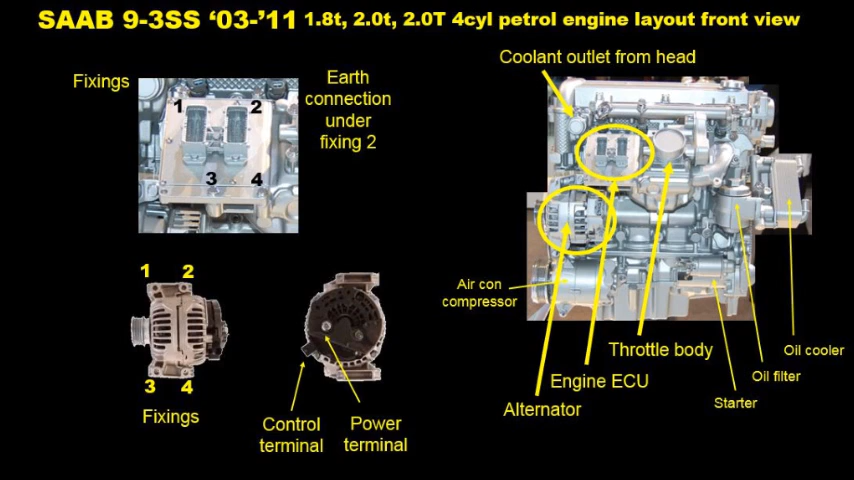 SAAB 9-3SS ‘03-’11 1.8t, 2.0t, 2.0T 4cyl petrol engine layout front view
Coolant outlet from head
Fixings
Earth
connection
under
fixing 2
1 2
3 4
1 2
3 4
Fixings
Control
terminal
Power
terminal
Air con
compressor
Throttle body
Engine ECU
Alternator
Oil cooler
Oil filter
Starter